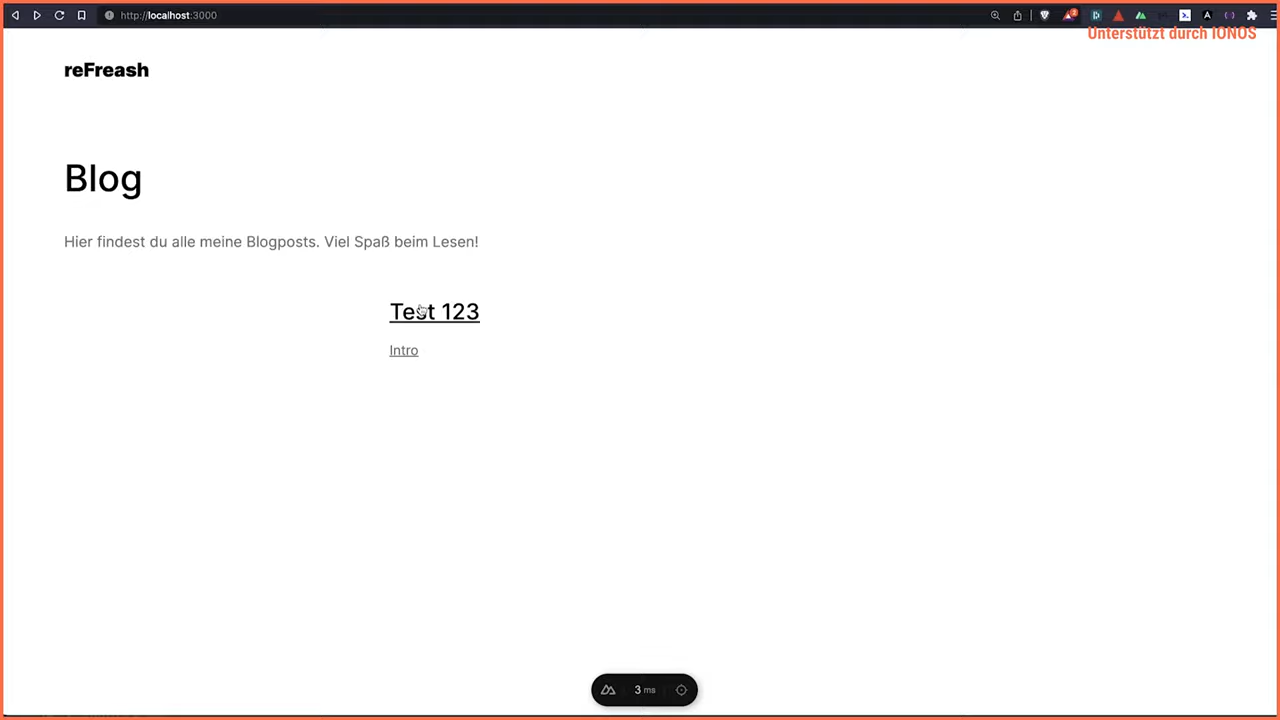 http://localhost:3000
Unterstützt durch IONOS
reFreash
Blog
Hier findest du alle meine Blogposts. Viel Spaß beim Lesen!
Test 123
Intro
3 ms